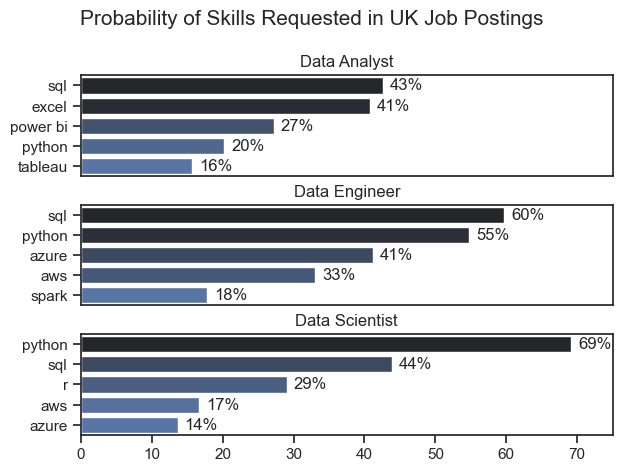 Probability of Skills Requested in UK Job Postings
Data Analyst
sql 43%
excel 41%
power bi 27%
python 20%
tableau 16%
Data Engineer
sql 60%
python 55%
azure 41%
aws 33%
spark 18%
Data Scientist
python 69%
sql 44%
r 29%
aws 17%
azure 14%
0 10 20 30 40 50 60 70